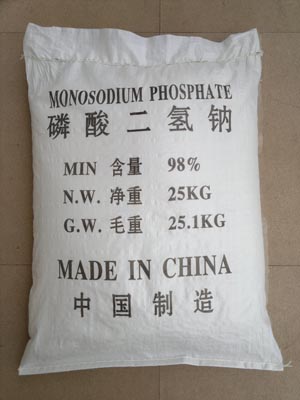 MONOSODIUM PHOSPHATE
磷酸二氢钠
MIN 含量 98%
N.W. 净重 25KG
G.W. 毛重 25.1KG
MADE IN CHINA
中国制造